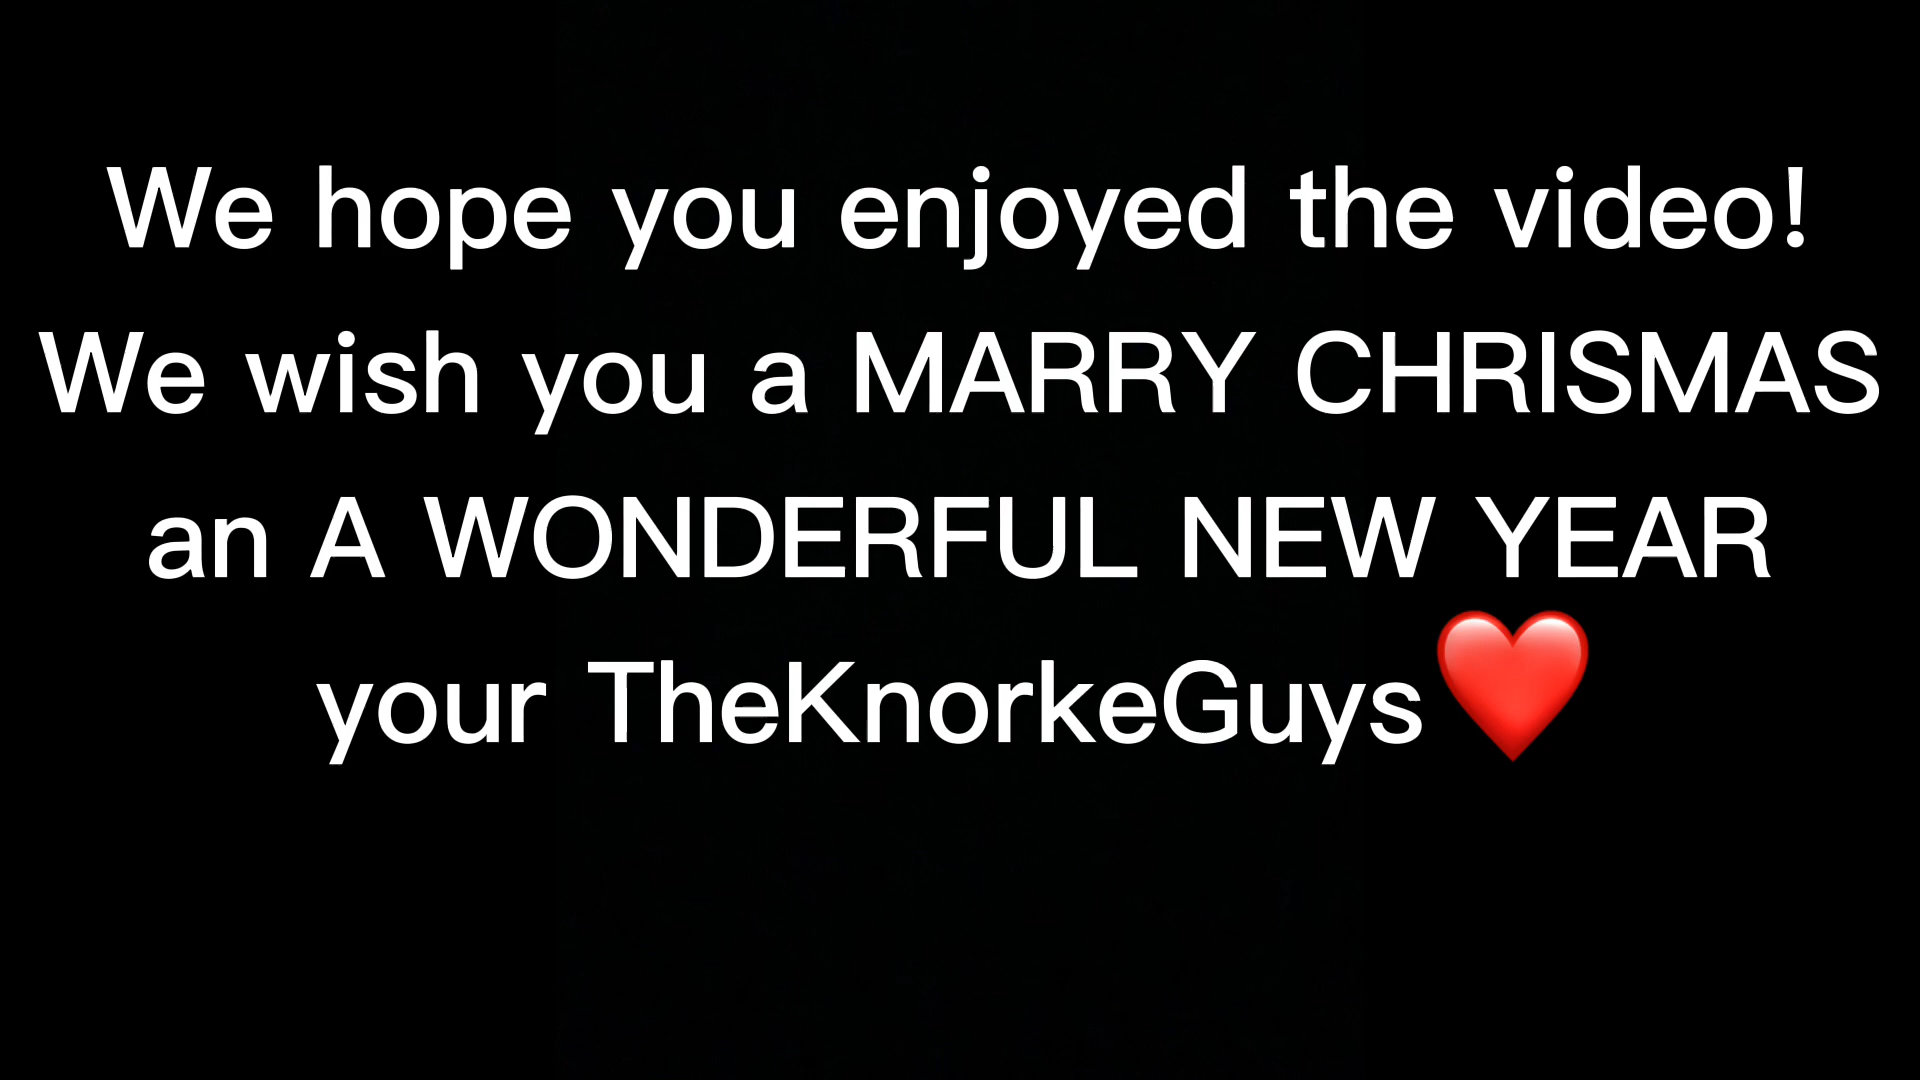 We hope you enjoyed the video!
We wish you a MARRY CHRISMAS
an A WONDERFUL NEW YEAR
your TheKnorkeGuys❤️